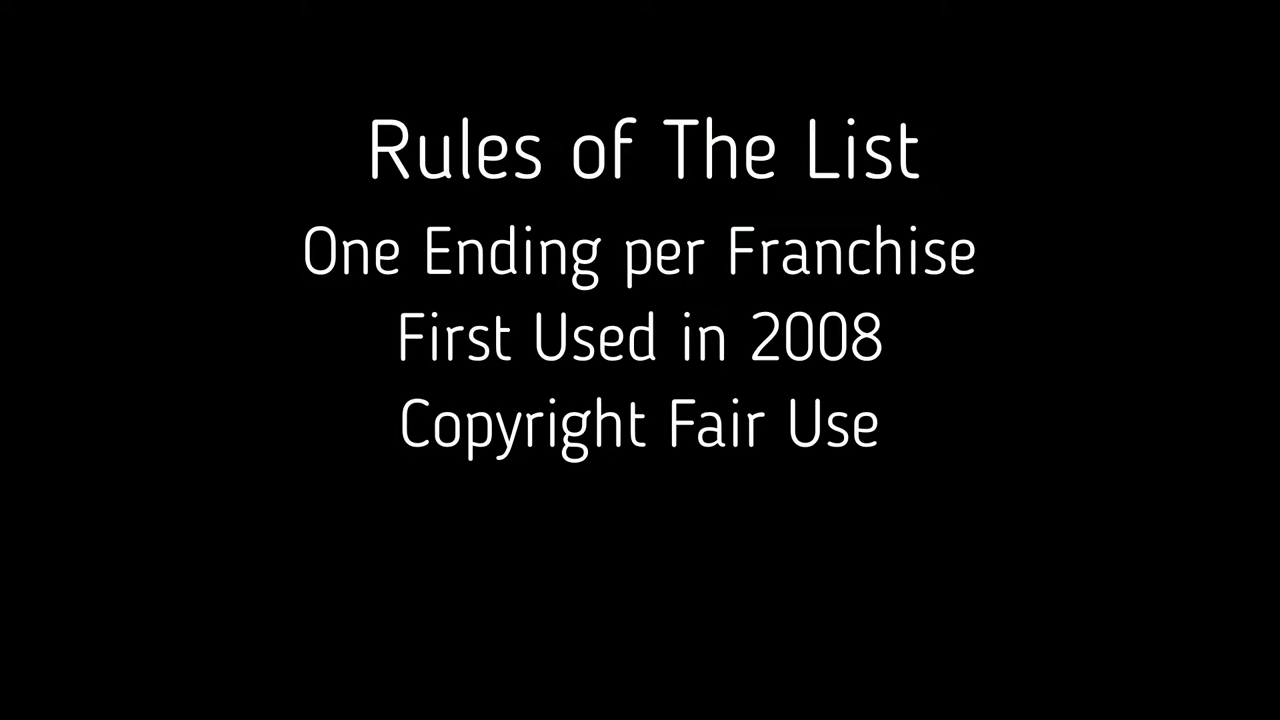 Rules of The List
One Ending per Franchise
First Used in 2008
Copyright Fair Use